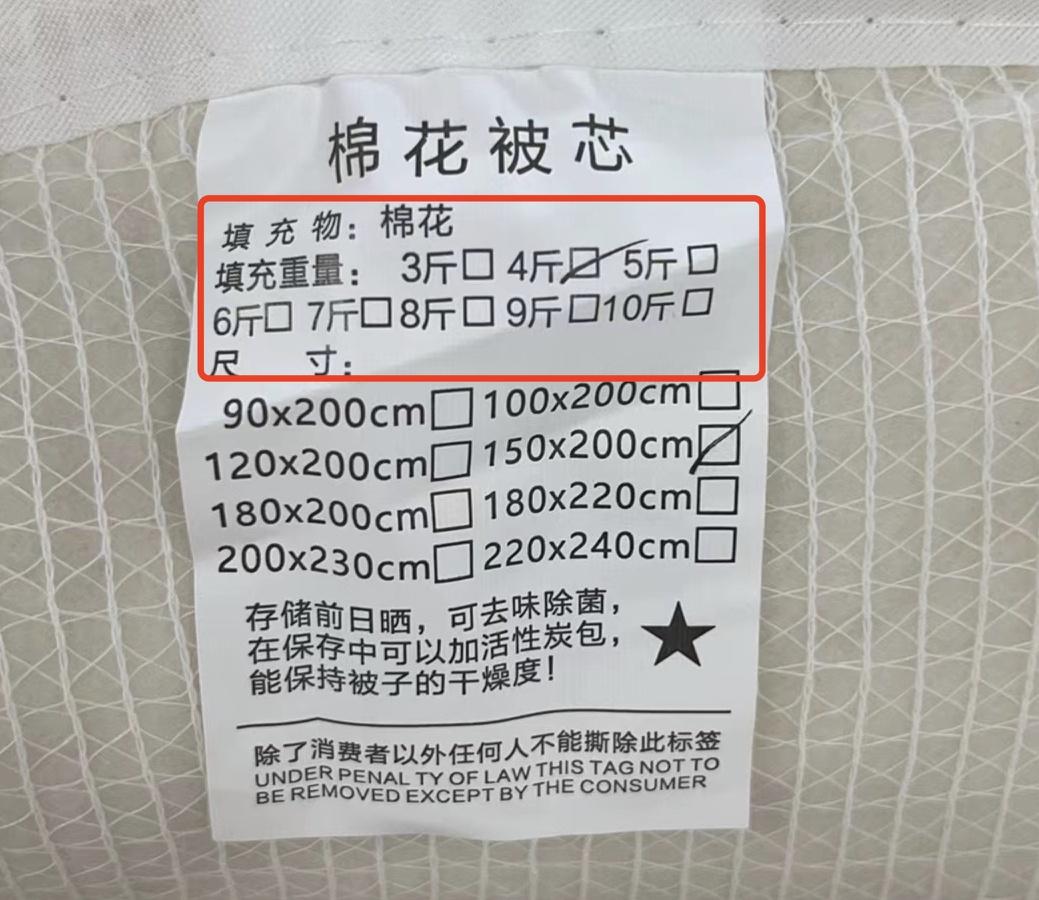 棉花被芯
填充物：棉花
填充重量： 3斤□ 4斤☑ 5斤□
6斤□ 7斤□ 8斤□ 9斤□ 10斤□
尺 寸：
90x200cm□ 100x200cm□
120x200cm□ 150x200cm☑
180x200cm□ 180x220cm□
200x230cm□ 220x240cm□
存储前日晒，可去味除菌，
在保存中可以加活性炭包，
能保持被子的干燥度！
★
除了消费者以外任何人不能撕除此标签
UNDER PENAL TY OF LAW THIS TAG NOT TO
BE REMOVED EXCEPT BY THE CONSUMER